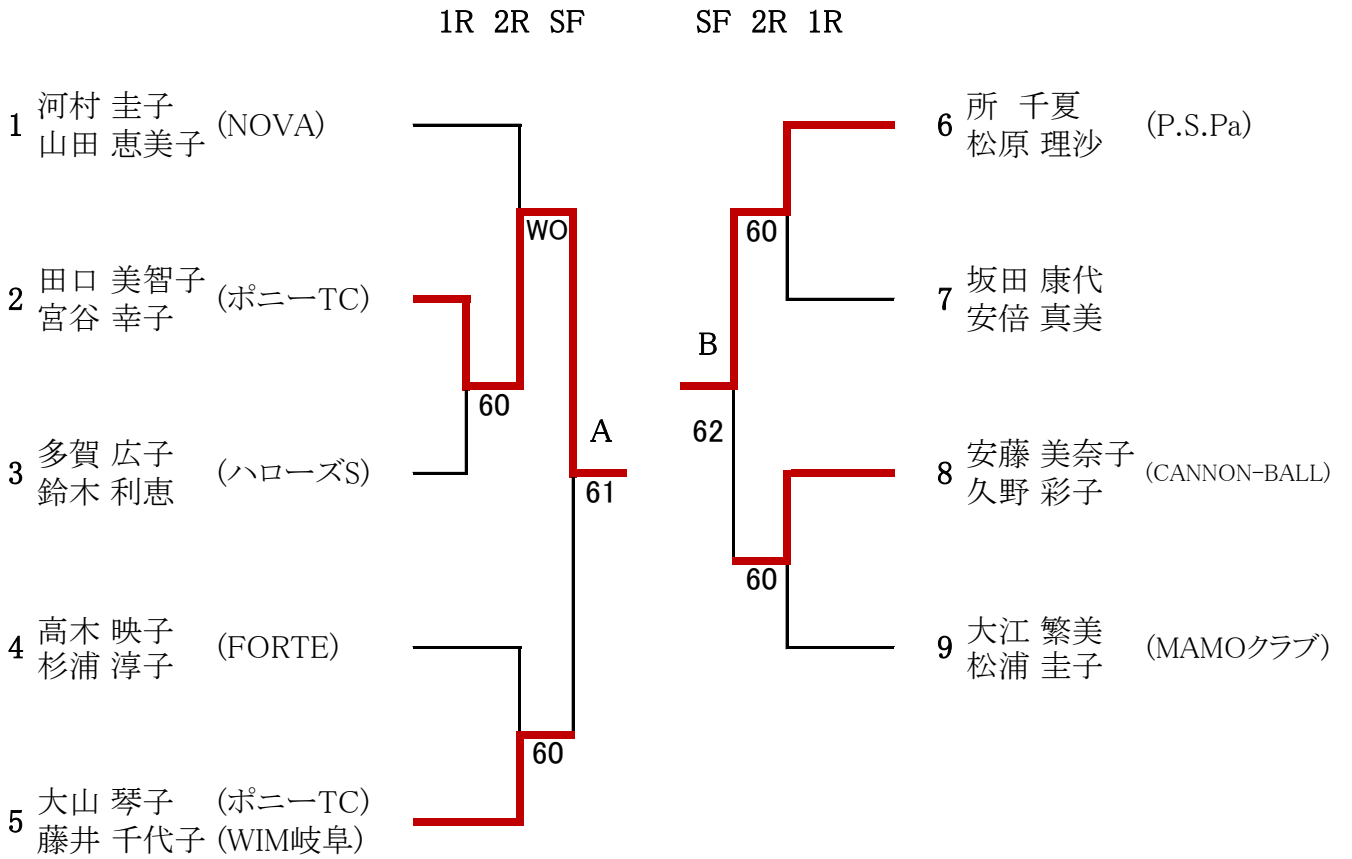 1R 2R SF
SF 2R 1R
1 河村 圭子 (NOVA)
山田 恵美子
2 田口 美智子 (ポニーTC)
宮谷 幸子
3 多賀 広子 (ハローズS)
鈴木 利恵
4 高木 映子 (FORTE)
杉浦 淳子
5 大山 琴子 (ポニーTC)
藤井 千代子 (WIM岐阜)
WO
60
A
61
60
6 所 千夏 (P.S.Pa)
松原 理沙
7 坂田 康代
安倍 真美
8 安藤 美奈子 (CANNON-BALL)
久野 彩子
9 大江 繁美 (MAMOクラブ)
松浦 圭子
60
B
62
60